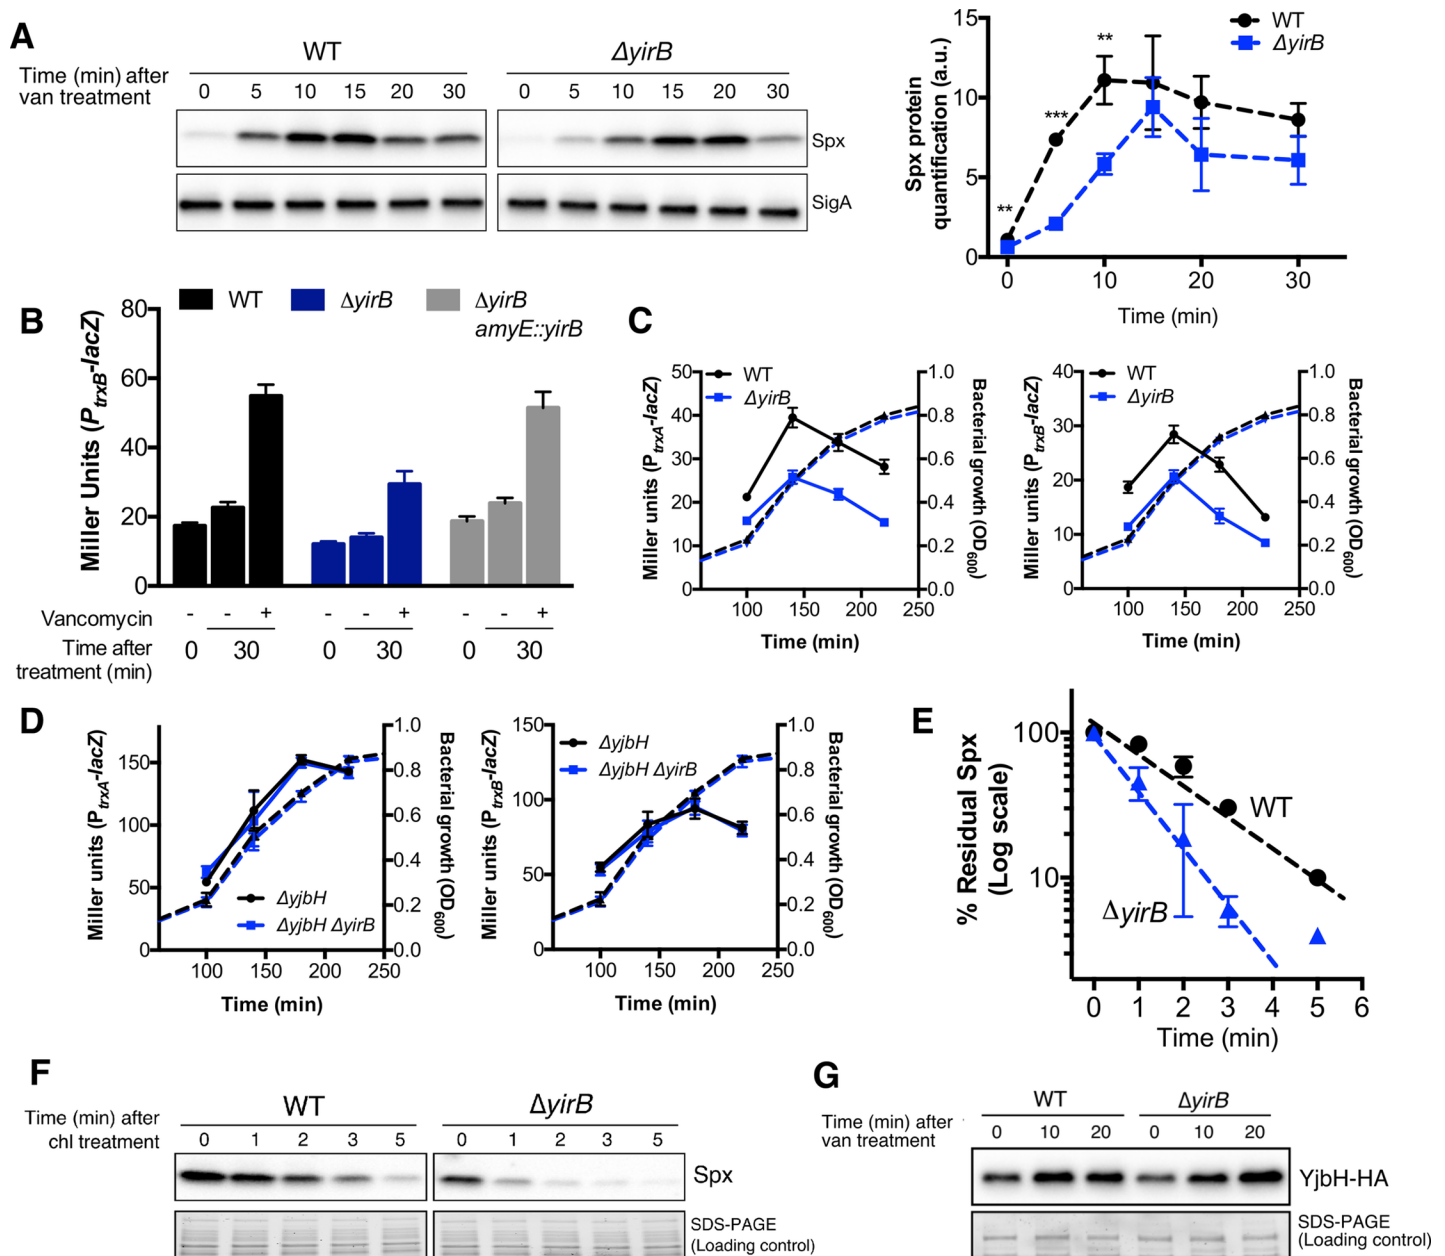 A
WT
ΔyirB
Time (min) after
van treatment
0 5 10 15 20 30
0 5 10 15 20 30
Spx
SigA
Spx protein
quantification (a.u.)
15
10
5
0
**
***
**
WT
ΔyirB
0 10 20 30
Time (min)
B
WT
ΔyirB
ΔyirB
amyE::yirB
Miller Units (PtrxB-lacZ)
80
60
40
20
0
Vancomycin
- - + - - + - - +
Time after
treatment (min)
0 30 0 30 0 30
C
Miller units (PtrxA-lacZ)
50
40
30
20
10
0
WT
ΔyirB
1.0
0.8
0.6
0.4
0.2
0.0
Bacterial growth (OD600)
100 150 200 250
Time (min)
Miller units (PtrxB-lacZ)
40
30
20
10
0
WT
ΔyirB
1.0
0.8
0.6
0.4
0.2
0.0
Bacterial growth (OD600)
100 150 200 250
Time (min)
D
Miller units (PtrxA-lacZ)
150
100
50
0
ΔyjbH
ΔyjbH ΔyirB
1.0
0.8
0.6
0.4
0.2
0.0
Bacterial growth (OD600)
100 150 200 250
Time (min)
Miller units (PtrxB-lacZ)
150
100
50
0
ΔyjbH
ΔyjbH ΔyirB
1.0
0.8
0.6
0.4
0.2
0.0
Bacterial growth (OD600)
100 150 200 250
Time (min)
E
% Residual Spx
(Log scale)
100
10
WT
ΔyirB
0 1 2 3 4 5 6
Time (min)
F
WT
ΔyirB
Time (min) after
chl treatment
0 1 2 3 5
0 1 2 3 5
Spx
SDS-PAGE
(Loading control)
G
WT
ΔyirB
Time (min) after
van treatment
0 10 20 0 10 20
YjbH-HA
SDS-PAGE
(Loading control)